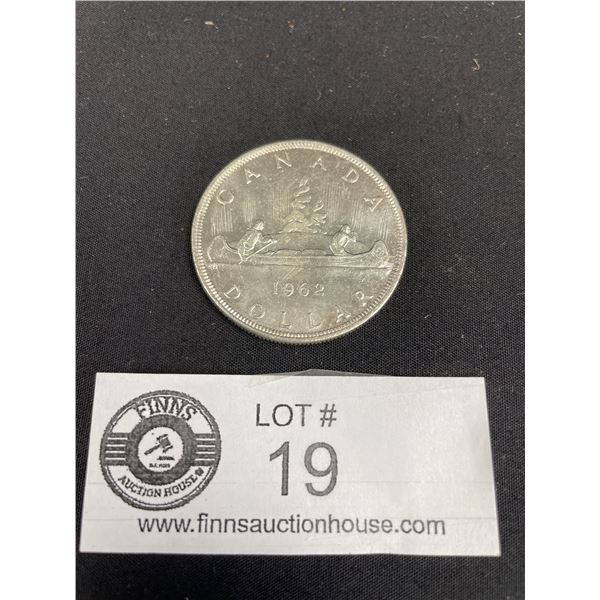 CANADA
1962
DOLLAR
FINNS
AUCTION HOUSE
LOT #
19
www.finnsauctionhouse.com